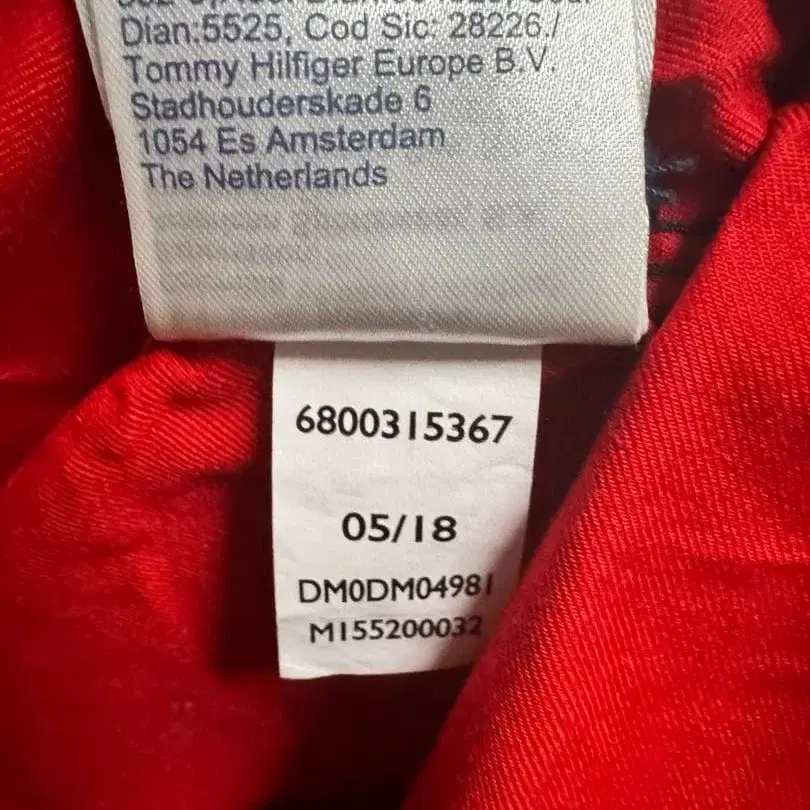 Dian:5525, Cod Sic: 28226./
Tommy Hilfiger Europe B.V.
Stadhouderskade 6
1054 Es Amsterdam
The Netherlands
6800315367
05/18
DM0DM04981
M155200032